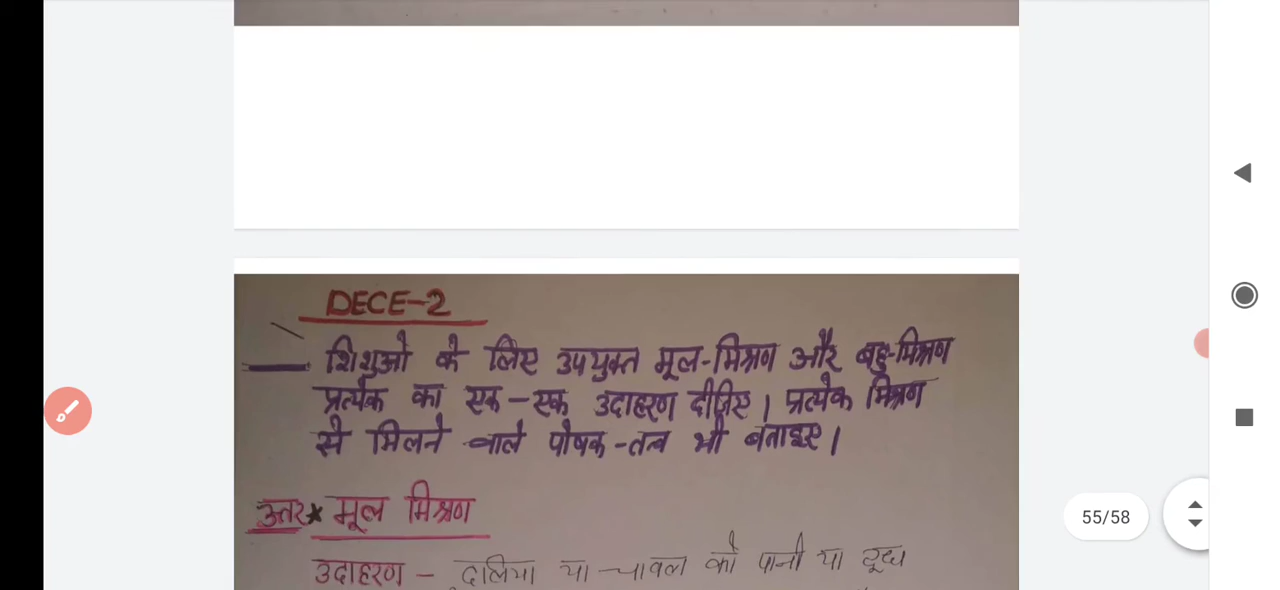 DECE-2
शिशुओ के लिए उपयुक्त मूल-मिश्रण और बहु-मिश्रण
प्रत्येक का एक-एक उदाहरण दीजिए। प्रत्येक मिश्रण
से मिलने वाले पोषक-तत्व भी बताइए।
उत्तर* मूल मिश्रण
उदाहरण - दलिया या चावल को पानी या दूध
55/58